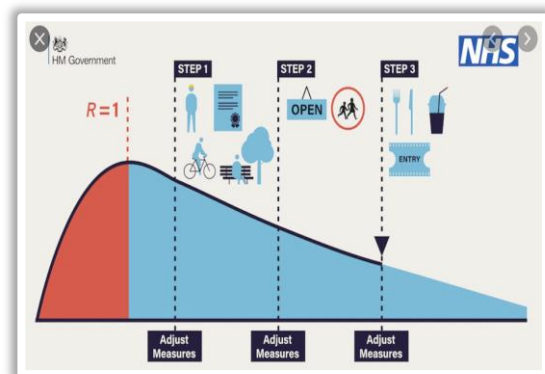 HM Government
NHS
STEP 1
STEP 2
STEP 3
R=1
OPEN
ENTRY
Adjust
Measures
Adjust
Measures
Adjust
Measures